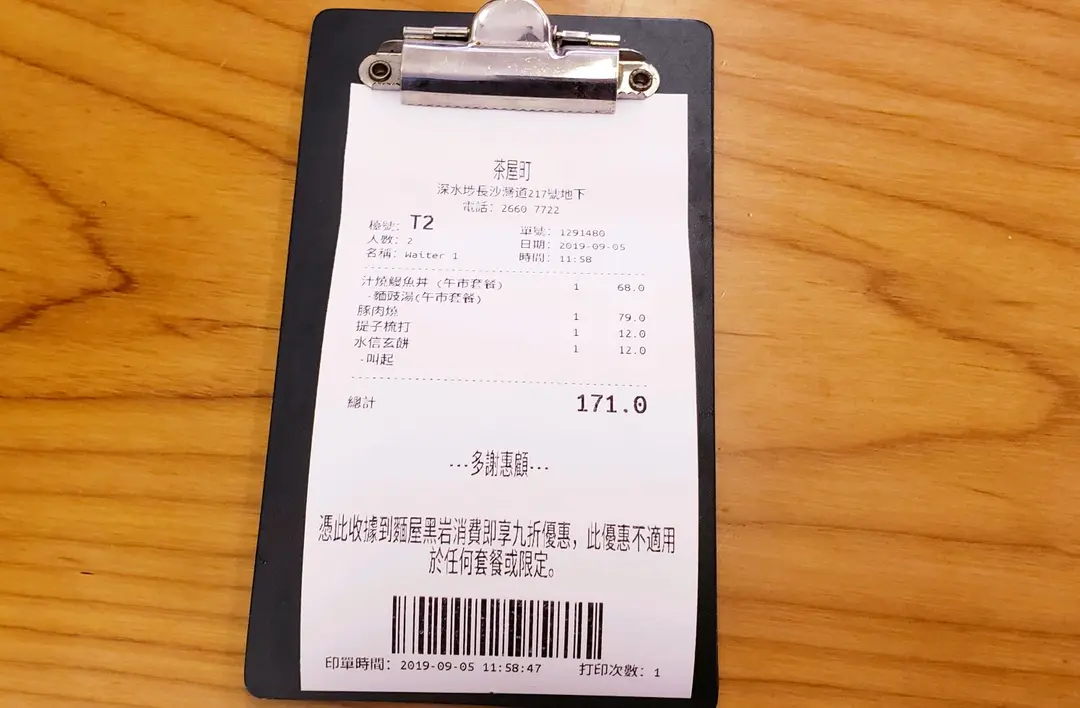 茶屋町
深水埗長沙灣道217號地下
電話: 2660 7722
檯號: T2
單號: 1291480
人數: 2
日期: 2019-09-05
名稱: Waiter 1
時間: 11:58
汁燒鰻魚丼 (午市套餐) 1 68.0
-麵豉湯(午市套餐)
豚肉燒 1 79.0
提子梳打 1 12.0
水信玄餅 1 12.0
-叫起
總計 171.0
...多謝惠顧...
憑此收據到麵屋黑岩消費即享九折優惠，此優惠不適用
於任何套餐或限定。
印單時間: 2019-09-05 11:58:47 打印次數: 1